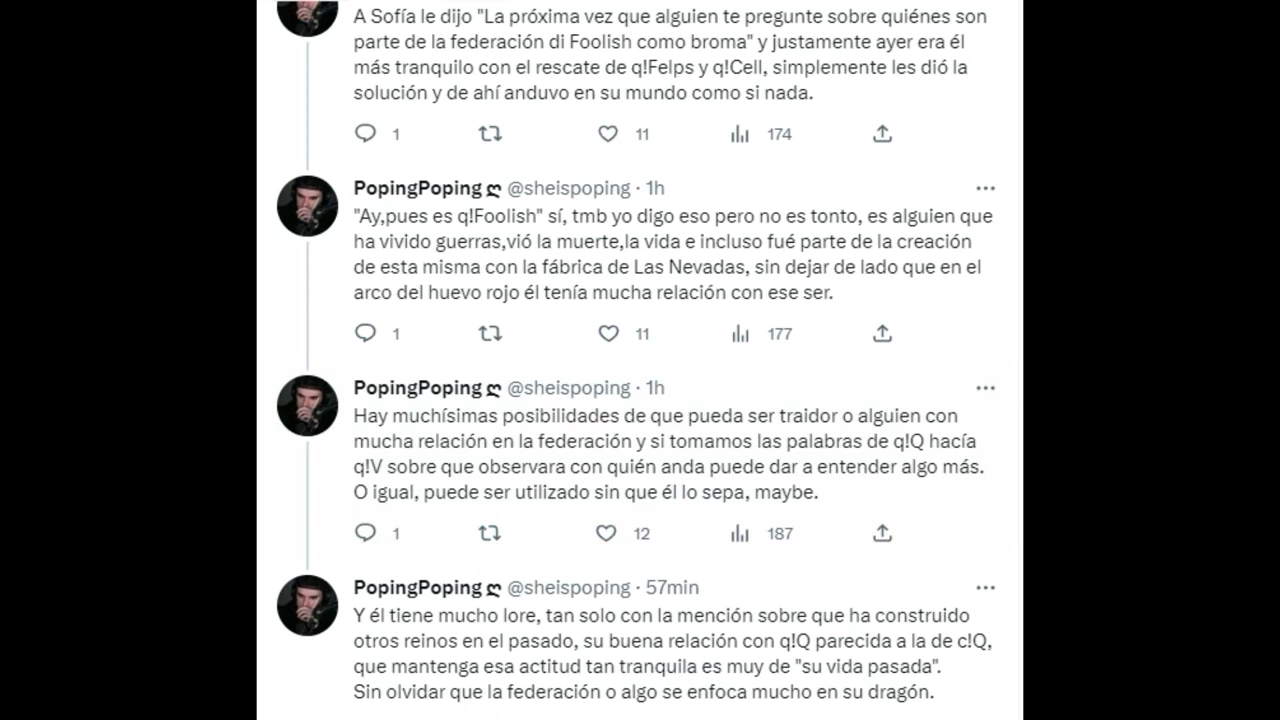 A Sofía le dijo "La próxima vez que alguien te pregunte sobre quiénes son
parte de la federación di Foolish como broma" y justamente ayer era él
más tranquilo con el rescate de q!Felps y q!Cell, simplemente les dió la
solución y de ahí anduvo en su mundo como si nada.
1 11 174
PopingPoping ღ @sheispoping · 1h
"Ay,pues es q!Foolish" sí, tmb yo digo eso pero no es tonto, es alguien que
ha vivido guerras,vió la muerte,la vida e incluso fué parte de la creación
de esta misma con la fábrica de Las Nevadas, sin dejar de lado que en el
arco del huevo rojo él tenía mucha relación con ese ser.
1 11 177
PopingPoping ღ @sheispoping · 1h
Hay muchísimas posibilidades de que pueda ser traidor o alguien con
mucha relación en la federación y si tomamos las palabras de q!Q hacía
q!V sobre que observara con quién anda puede dar a entender algo más.
O igual, puede ser utilizado sin que él lo sepa, maybe.
1 12 187
PopingPoping ღ @sheispoping · 57min
Y él tiene mucho lore, tan solo con la mención sobre que ha construido
otros reinos en el pasado, su buena relación con q!Q parecida a la de c!Q,
que mantenga esa actitud tan tranquila es muy de "su vida pasada".
Sin olvidar que la federación o algo se enfoca mucho en su dragón.